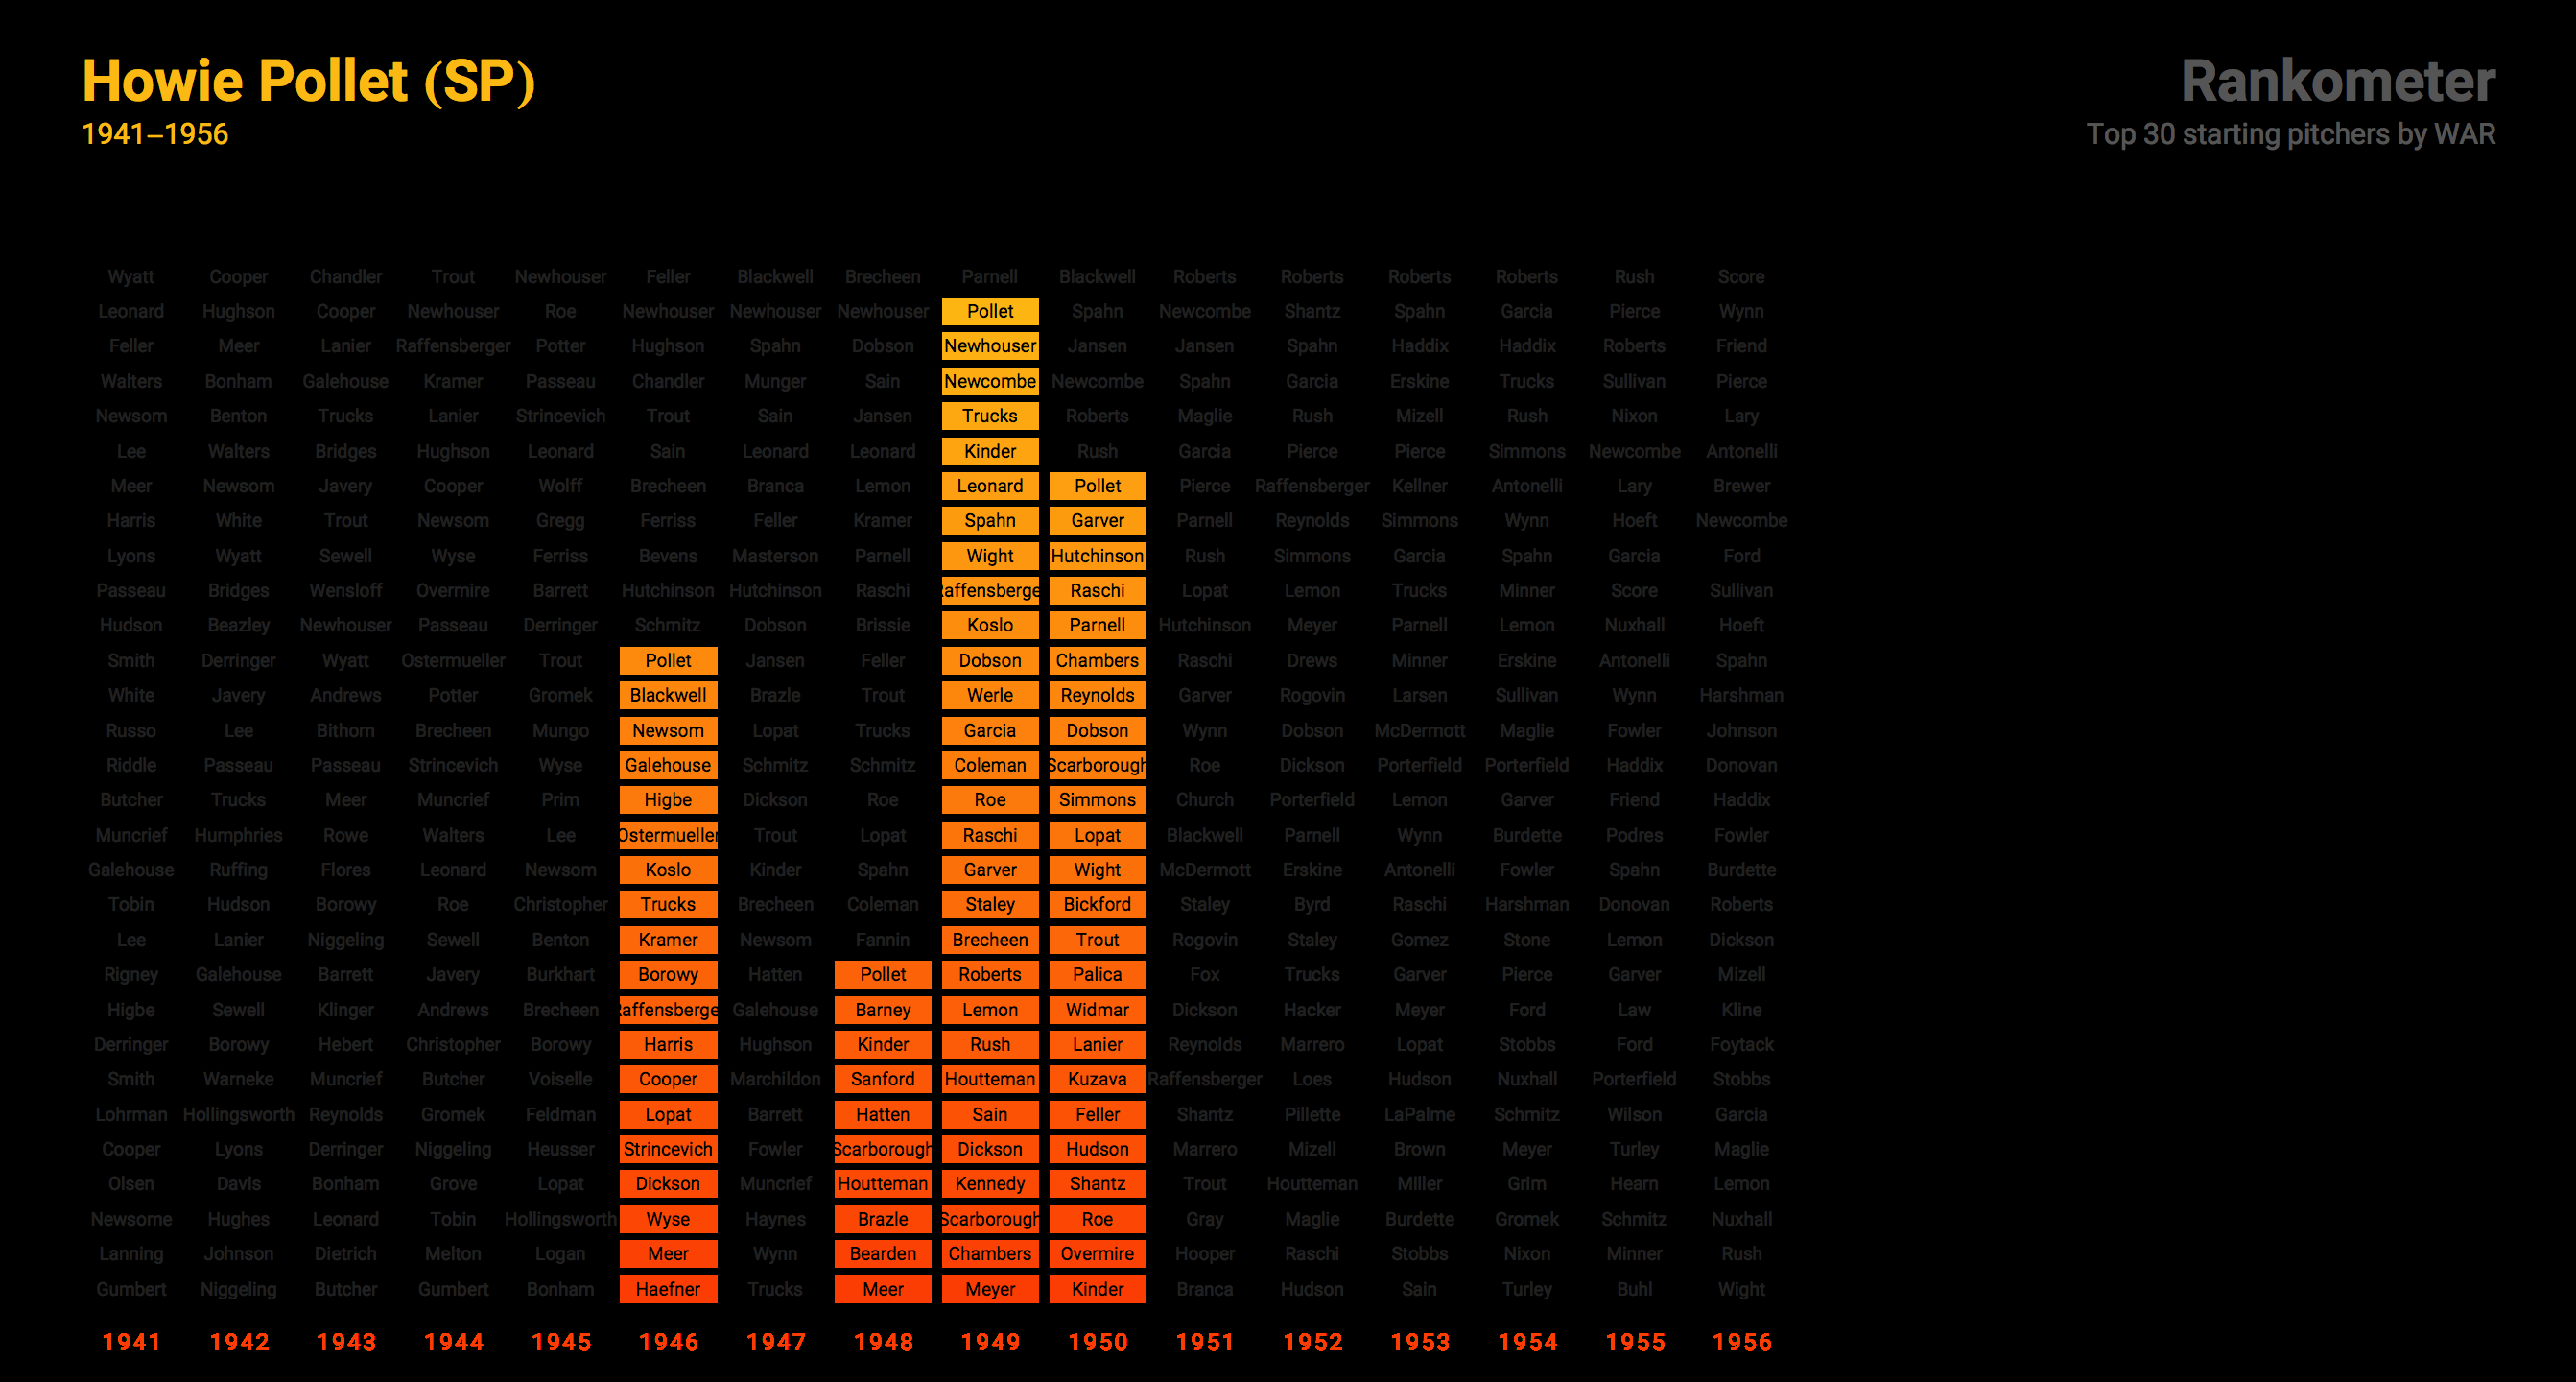 Howie Pollet (SP)
1941–1956
Rankometer
Top 30 starting pitchers by WAR
Wyatt Cooper Chandler Trout Newhouser Feller Blackwell Brecheen Parnell Blackwell Roberts Roberts Roberts Roberts Rush Score
Leonard Hughson Cooper Newhouser Roe Newhouser Newhouser Newhouser Pollet Spahn Newcombe Shantz Spahn Garcia Pierce Wynn
Feller Meer Lanier Raffensberger Potter Hughson Spahn Dobson Newhouser Jansen Jansen Spahn Haddix Haddix Roberts Friend
Walters Bonham Galehouse Kramer Passeau Chandler Munger Sain Newcombe Newcombe Spahn Garcia Erskine Trucks Sullivan Pierce
Newsom Benton Trucks Lanier Strincevich Trout Sain Jansen Trucks Roberts Maglie Rush Mizell Rush Nixon Lary
Lee Walters Bridges Hughson Leonard Sain Leonard Leonard Kinder Rush Garcia Pierce Pierce Simmons Newcombe Antonelli
Meer Newsom Javery Cooper Wolff Brecheen Branca Lemon Leonard Pollet Pierce Raffensberger Kellner Antonelli Lary Brewer
Harris White Trout Newsom Gregg Ferriss Feller Kramer Spahn Garver Parnell Reynolds Simmons Wynn Hoeft Newcombe
Lyons Wyatt Sewell Wyse Ferriss Bevens Masterson Parnell Wight Hutchinson Rush Simmons Garcia Spahn Garcia Ford
Passeau Bridges Wensloff Overmire Barrett Hutchinson Hutchinson Raschi Raffensberge Raschi Lopat Lemon Trucks Minner Score Sullivan
Hudson Beazley Newhouser Passeau Derringer Schmitz Dobson Brissie Koslo Parnell Hutchinson Meyer Parnell Lemon Nuxhall Hoeft
Smith Derringer Wyatt Ostermueller Trout Pollet Jansen Feller Dobson Chambers Raschi Drews Minner Erskine Antonelli Spahn
White Javery Andrews Potter Gromek Blackwell Brazle Trout Werle Reynolds Garver Rogovin Larsen Sullivan Wynn Harshman
Russo Lee Bithorn Brecheen Mungo Newsom Lopat Trucks Garcia Dobson Wynn Dobson McDermott Maglie Fowler Johnson
Riddle Passeau Passeau Strincevich Wyse Galehouse Schmitz Schmitz Coleman Scarborough Roe Dickson Porterfield Porterfield Haddix Donovan
Butcher Trucks Meer Muncrief Prim Higbe Dickson Roe Roe Simmons Church Porterfield Lemon Garver Friend Haddix
Muncrief Humphries Rowe Walters Lee Ostermueller Trout Lopat Raschi Lopat Blackwell Parnell Wynn Burdette Podres Fowler
Galehouse Ruffing Flores Leonard Newsom Koslo Kinder Spahn Garver Wight McDermott Erskine Antonelli Fowler Spahn Burdette
Tobin Hudson Borowy Roe Christopher Trucks Brecheen Coleman Staley Bickford Staley Byrd Raschi Harshman Donovan Roberts
Lee Lanier Niggeling Sewell Benton Kramer Newsom Fannin Brecheen Trout Rogovin Staley Gomez Stone Lemon Dickson
Rigney Galehouse Barrett Javery Burkhart Borowy Hatten Pollet Roberts Palica Fox Trucks Garver Pierce Garver Mizell
Higbe Sewell Klinger Andrews Brecheen Raffensberge Galehouse Barney Lemon Widmar Dickson Hacker Meyer Ford Law Kline
Derringer Borowy Hebert Christopher Borowy Harris Hughson Kinder Rush Lanier Reynolds Marrero Lopat Stobbs Ford Foytack
Smith Warneke Muncrief Butcher Voiselle Cooper Marchildon Sanford Houtteman Kuzava Raffensberger Loes Hudson Nuxhall Porterfield Stobbs
Lohrman Hollingsworth Reynolds Gromek Feldman Lopat Barrett Hatten Sain Feller Shantz Pillette LaPalme Schmitz Wilson Garcia
Cooper Lyons Derringer Niggeling Heusser Strincevich Fowler Scarborough Dickson Hudson Marrero Mizell Brown Meyer Turley Maglie
Olsen Davis Bonham Grove Lopat Dickson Muncrief Houtteman Kennedy Shantz Trout Houtteman Miller Grim Hearn Lemon
Newsome Hughes Leonard Tobin Hollingsworth Wyse Haynes Brazle Scarborough Roe Gray Maglie Burdette Gromek Schmitz Nuxhall
Lanning Johnson Dietrich Melton Logan Meer Wynn Bearden Chambers Overmire Hooper Raschi Stobbs Nixon Minner Rush
Gumbert Niggeling Butcher Gumbert Bonham Haefner Trucks Meer Meyer Kinder Branca Hudson Sain Turley Buhl Wight
1941 1942 1943 1944 1945 1946 1947 1948 1949 1950 1951 1952 1953 1954 1955 1956